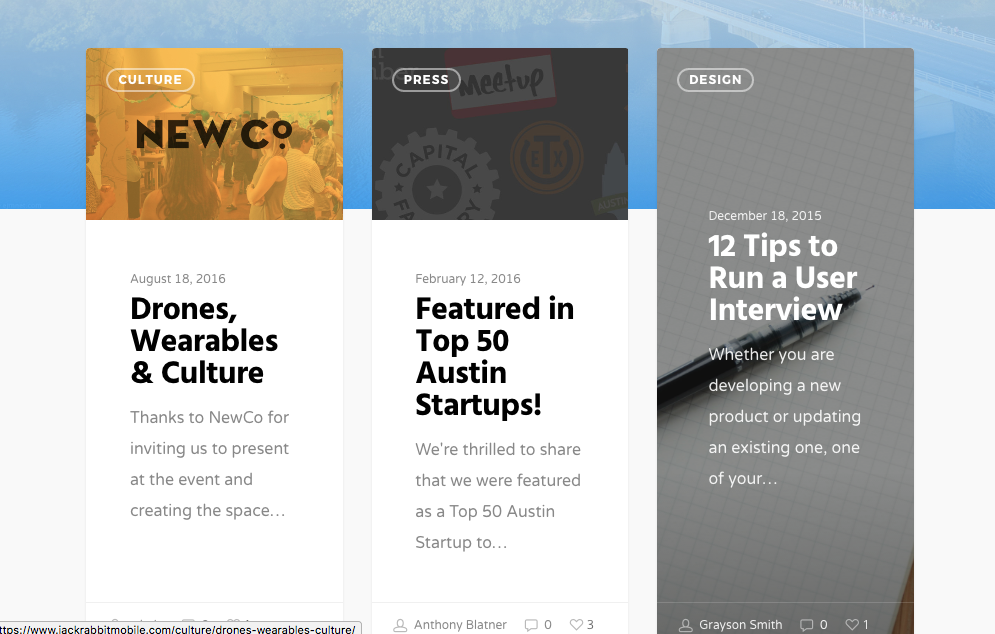 CULTURE
NEW Co
August 18, 2016
Drones,
Wearables
& Culture
Thanks to NewCo for
inviting us to present
at the event and
creating the space…
PRESS
meetup
CAPITAL
ETX
AUSTIN
February 12, 2016
Featured in
Top 50
Austin
Startups!
We're thrilled to share
that we were featured
as a Top 50 Austin
Startup to…
Anthony Blatner 0 3
DESIGN
December 18, 2015
12 Tips to
Run a User
Interview
Whether you are
developing a new
product or updating
an existing one, one
of your…
Grayson Smith 0 1
ttps://www.jackrabbitmobile.com/culture/drones-wearables-culture/